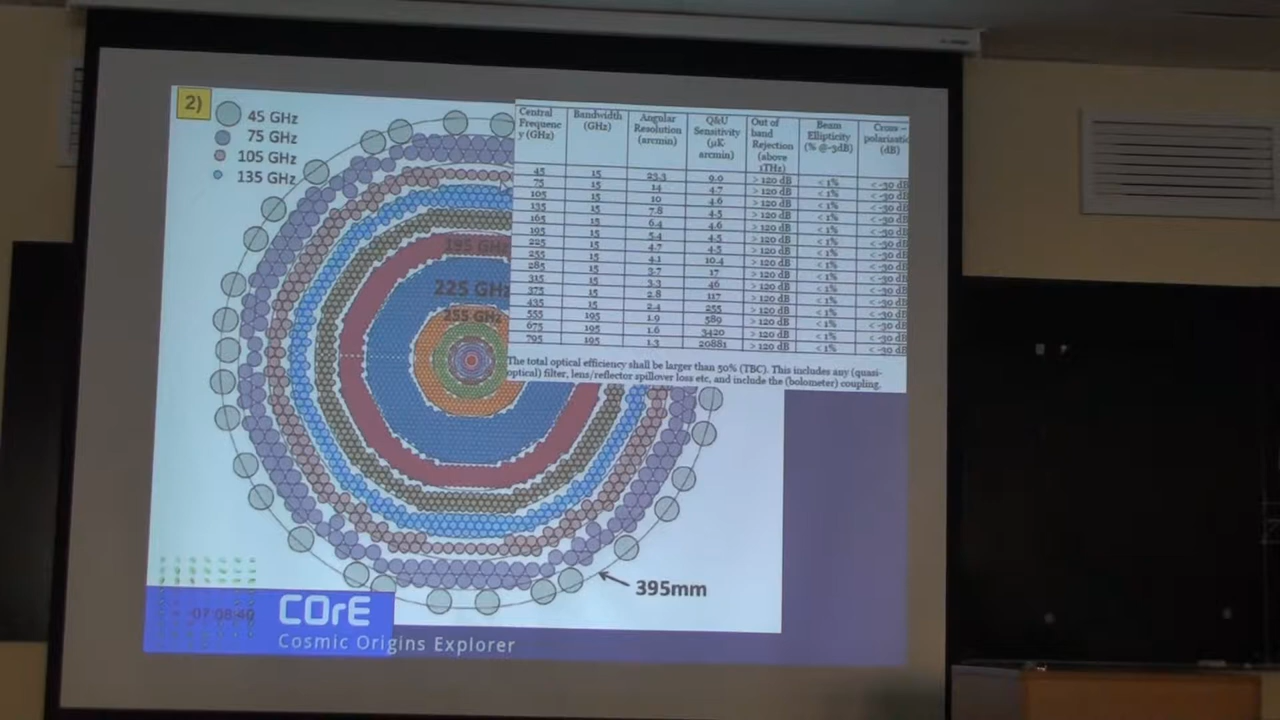 2)
45 GHz
75 GHz
105 GHz
135 GHz
195 GHz
225 GHz
255 GHz
Central Frequenc y (GHz) Bandwidth (GHz) Angular Resolution (arcmin) Q&U Sensitivity (µK arcmin) Out of band Rejection (above 1THz) Beam Ellipticity (% @-3dB) Cross – polarisatic (dB)
45 15 23.3 9.0 > 120 dB < 1% < -30 dB
75 15 14 4.7 > 120 dB < 1% < -30 dB
105 15 10 4.6 > 120 dB < 1% < -30 dB
135 15 7.8 4.5 > 120 dB < 1% < -30 dB
165 15 6.4 4.6 > 120 dB < 1% < -30 dB
195 15 5.4 4.5 > 120 dB < 1% < -30 dB
225 15 4.7 4.5 > 120 dB < 1% < -30 dB
255 15 4.1 10.4 > 120 dB < 1% < -30 dB
285 15 3.7 17 > 120 dB < 1% < -30 dB
315 15 3.3 46 > 120 dB < 1% < -30 dB
375 15 2.8 117 > 120 dB < 1% < -30 dB
435 15 2.4 255 > 120 dB < 1% < -30 dB
555 195 1.9 589 > 120 dB < 1% < -30 dB
675 195 1.6 3420 > 120 dB < 1% < -30 dB
795 195 1.3 20881 > 120 dB < 1% < -30 dB
The total optical efficiency shall be larger than 50% (TBC). This includes any (quasi-
optical) filter, lens/reflector spillover loss etc, and include the (bolometer) coupling.
395mm
07:08:40
COrE
Cosmic Origins Explorer